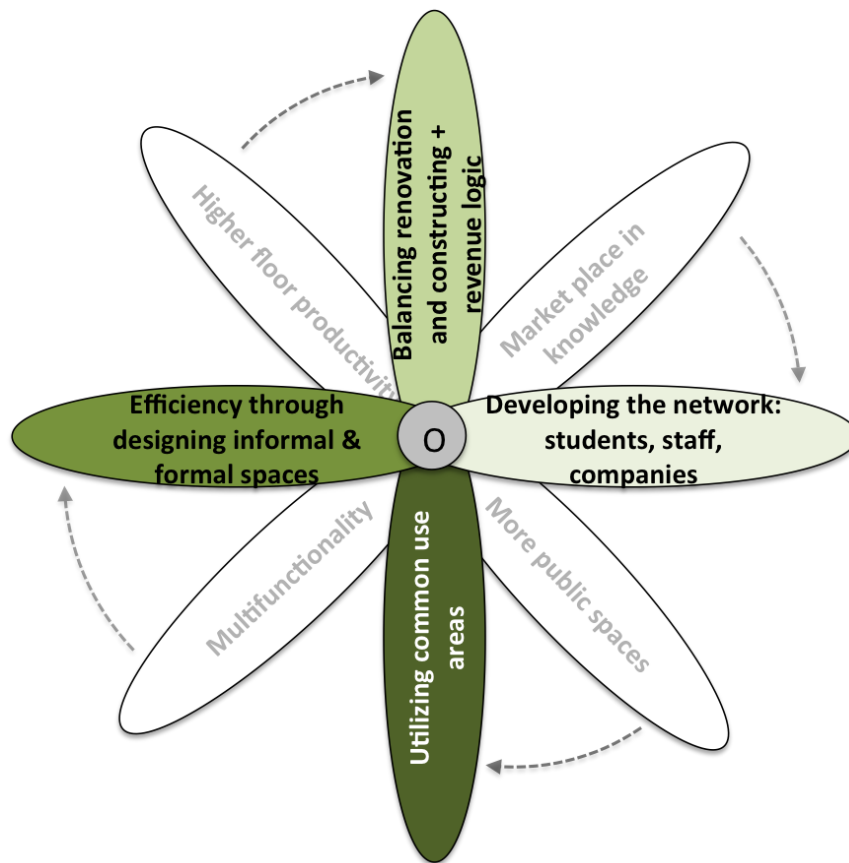 Balancing renovation
and constructing +
revenue logic
Market place in
knowledge
Developing the network:
students, staff,
companies
More public spaces
Utilizing common use
areas
Multifunctionality
Efficiency through
designing informal &
formal spaces
Higher floor productivity
O